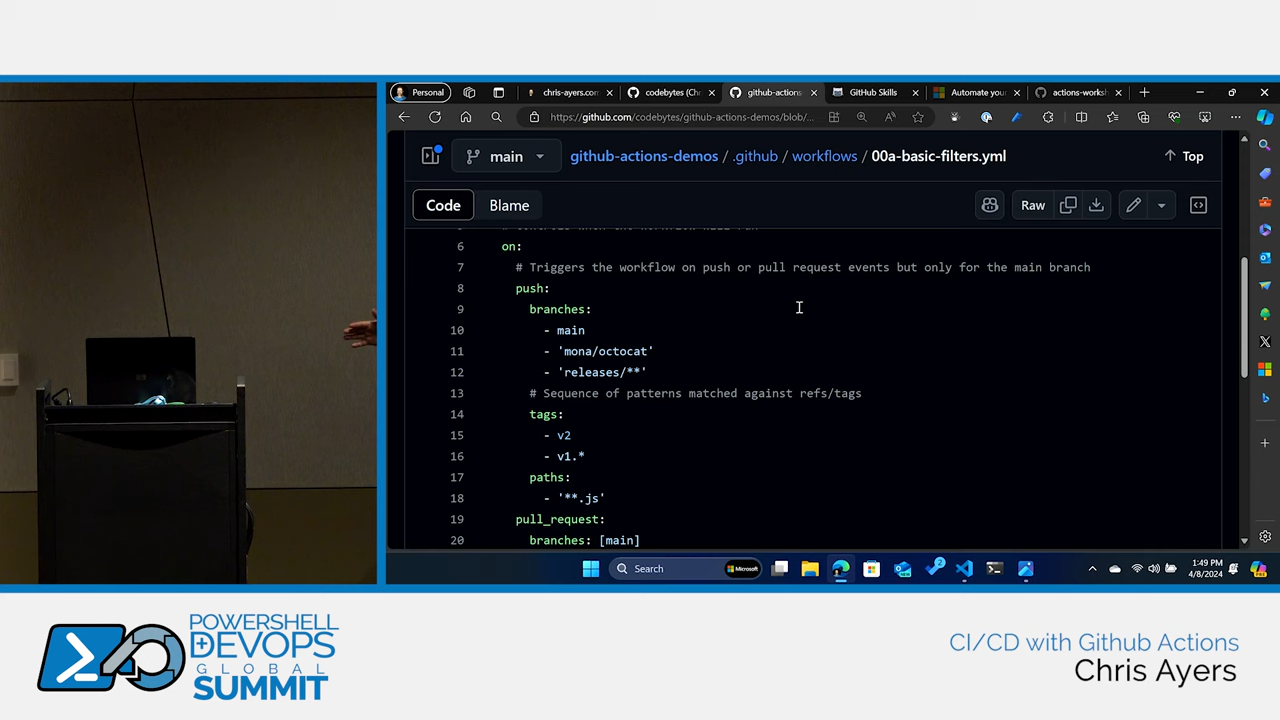 Personal
chris-ayers.com
codebytes (Chr
github-actions
GitHub Skills
Automate your
actions-works
https://github.com/codebytes/github-actions-demos/blob/...
main
github-actions-demos / .github / workflows / 00a-basic-filters.yml
Top
Code
Blame
Raw
6 on:
7 # Triggers the workflow on push or pull request events but only for the main branch
8 push:
9 branches:
10 - main
11 - 'mona/octocat'
12 - 'releases/**'
13 # Sequence of patterns matched against refs/tags
14 tags:
15 - v2
16 - v1.*
17 paths:
18 - '**.js'
19 pull_request:
20 branches: [main]
Search
Microsoft
1:49 PM
4/8/2024
POWERSHELL
+DEVOPS
GLOBAL
SUMMIT
CI/CD with Github Actions
Chris Ayers